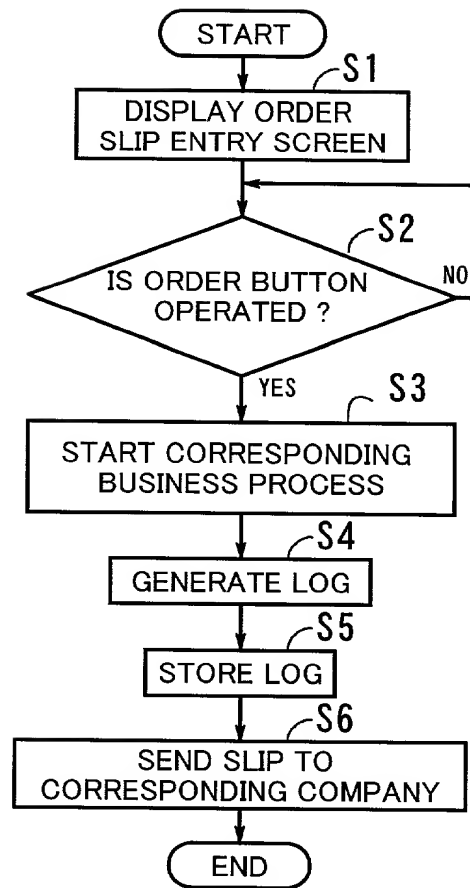 START
S1
DISPLAY ORDER
SLIP ENTRY SCREEN
S2
IS ORDER BUTTON
OPERATED ?
NO
YES
S3
START CORRESPONDING
BUSINESS PROCESS
S4
GENERATE LOG
S5
STORE LOG
S6
SEND SLIP TO
CORRESPONDING COMPANY
END